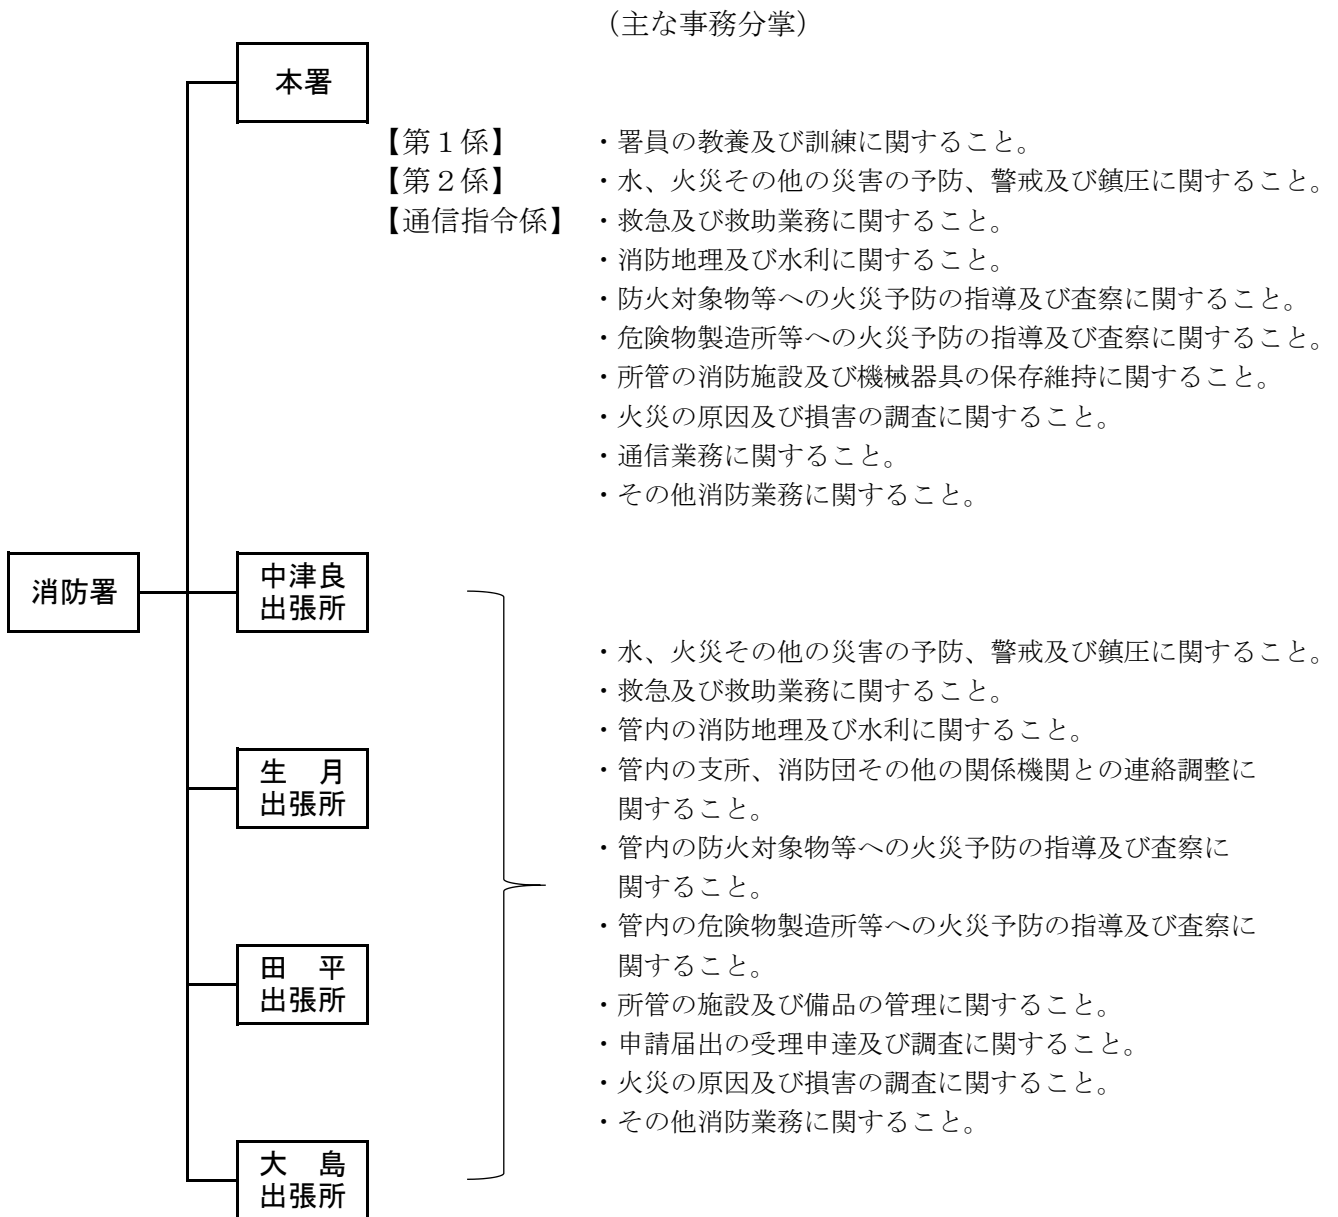 （主な事務分掌）
本署
【第１係】　・署員の教養及び訓練に関すること。
【第２係】　・水、火災その他の災害の予防、警戒及び鎮圧に関すること。
【通信指令係】　・救急及び救助業務に関すること。
・消防地理及び水利に関すること。
・防火対象物等への火災予防の指導及び査察に関すること。
・危険物製造所等への火災予防の指導及び査察に関すること。
・所管の消防施設及び機械器具の保存維持に関すること。
・火災の原因及び損害の調査に関すること。
・通信業務に関すること。
・その他消防業務に関すること。
消防署
中津良
出張所
生　月
出張所
田　平
出張所
大　島
出張所
・水、火災その他の災害の予防、警戒及び鎮圧に関すること。
・救急及び救助業務に関すること。
・管内の消防地理及び水利に関すること。
・管内の支所、消防団その他の関係機関との連絡調整に
関すること。
・管内の防火対象物等への火災予防の指導及び査察に
関すること。
・管内の危険物製造所等への火災予防の指導及び査察に
関すること。
・所管の施設及び備品の管理に関すること。
・申請届出の受理申達及び調査に関すること。
・火災の原因及び損害の調査に関すること。
・その他消防業務に関すること。